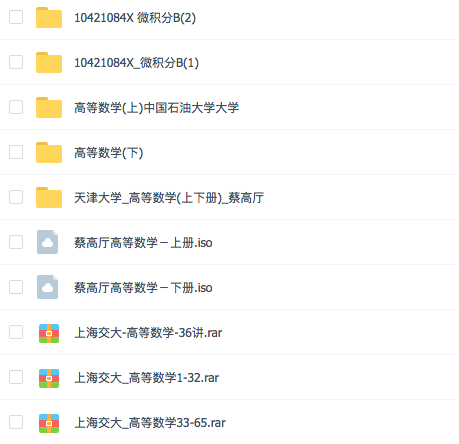 10421084X 微积分B(2)
10421084X_微积分B(1)
高等数学(上)中国石油大学大学
高等数学(下)
天津大学_高等数学(上下册)_蔡高厅
蔡高厅高等数学－上册.iso
蔡高厅高等数学－下册.iso
上海交大-高等数学-36讲.rar
上海交大_高等数学1-32.rar
上海交大_高等数学33-65.rar